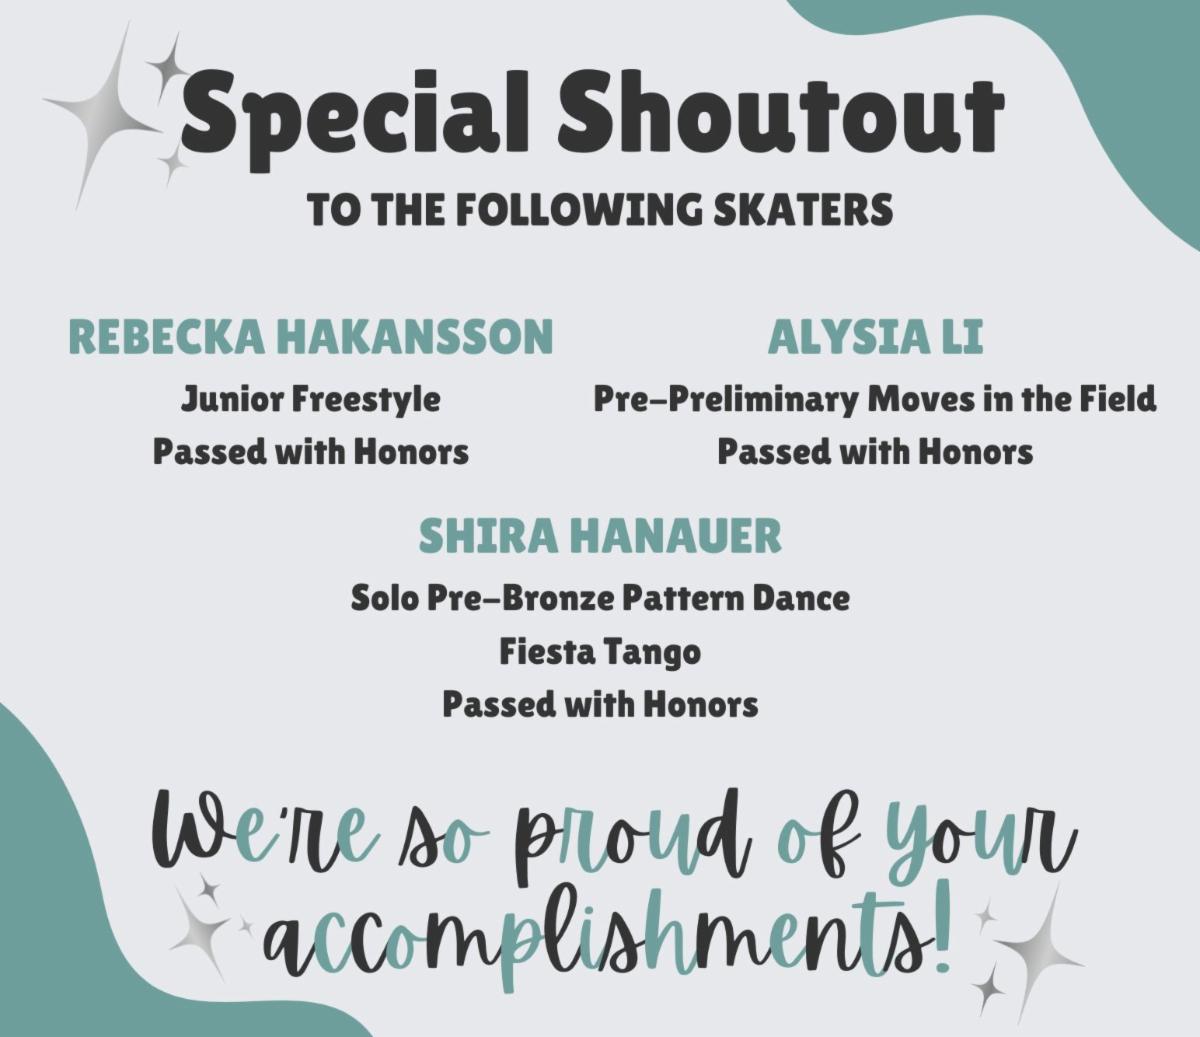 Special Shoutout
TO THE FOLLOWING SKATERS
REBECKA HAKANSSON
Junior Freestyle
Passed with Honors
ALYSIA LI
Pre-Preliminary Moves in the Field
Passed with Honors
SHIRA HANAUER
Solo Pre-Bronze Pattern Dance
Fiesta Tango
Passed with Honors
We're so proud of your
accomplishments!